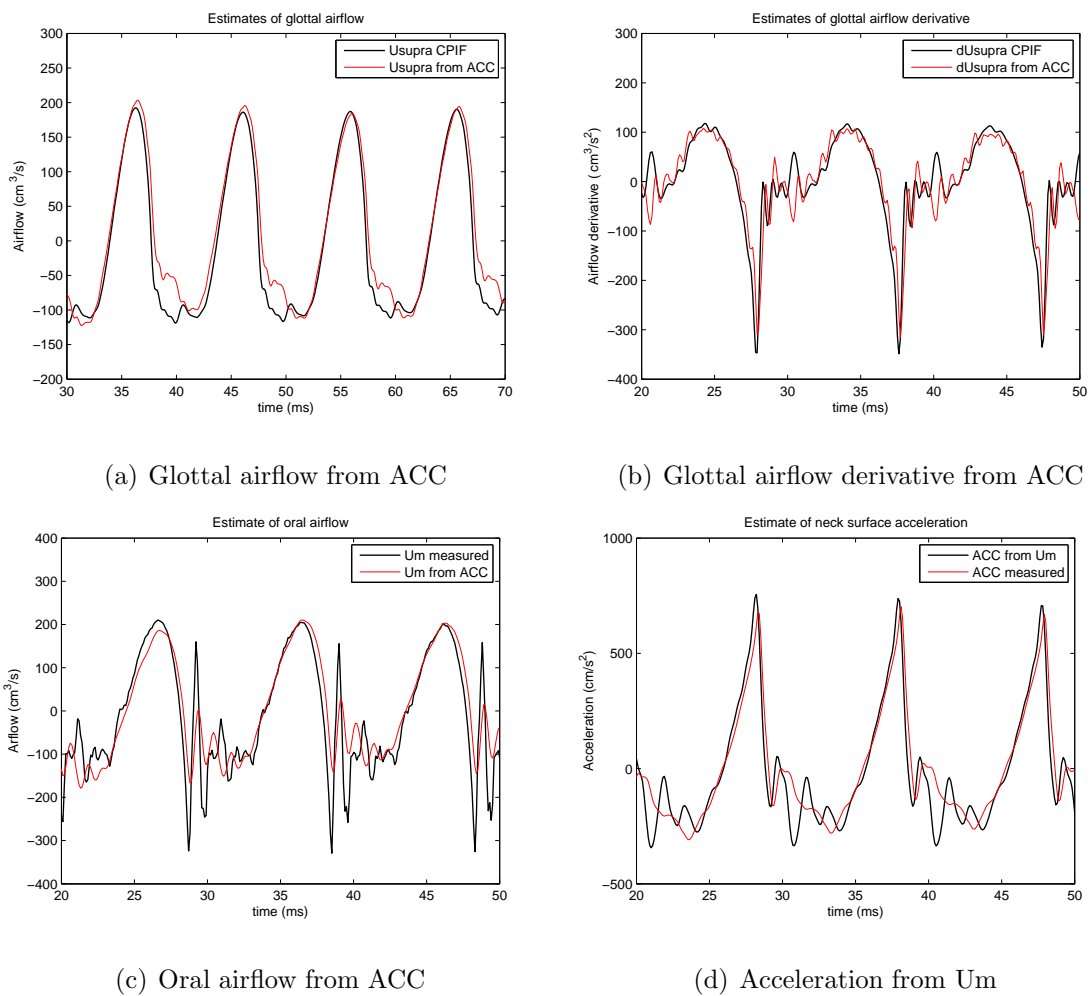 Estimates of glottal airflow
300
250
200
150
100
50
0
−50
−100
−150
−200
Airflow (cm 3/s)
Usupra CPIF
Usupra from ACC
30 35 40 45 50 55 60 65 70
time (ms)
(a) Glottal airflow from ACC
Estimates of glottal airflow derivative
300
200
100
0
−100
−200
−300
−400
Airflow derivative ( cm3/s2)
dUsupra CPIF
dUsupra from ACC
20 25 30 35 40 45 50
time (ms)
(b) Glottal airflow derivative from ACC
Estimate of oral airflow
400
300
200
100
0
−100
−200
−300
−400
Arflow (cm3/s)
Um measured
Um from ACC
20 25 30 35 40 45 50
time (ms)
(c) Oral airflow from ACC
Estimate of neck surface acceleration
1000
500
0
−500
Acceleration (cm/s2)
ACC from Um
ACC measured
20 25 30 35 40 45 50
time (ms)
(d) Acceleration from Um